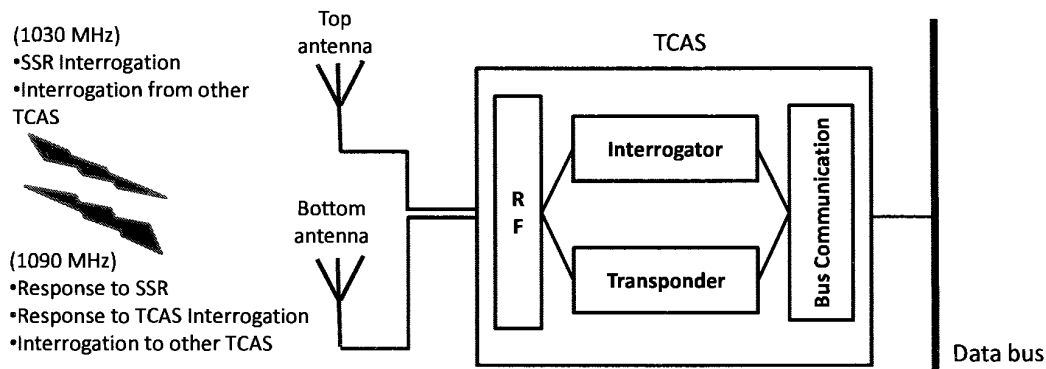 (1030 MHz)
•SSR Interrogation
•Interrogation from other
TCAS
(1090 MHz)
•Response to SSR
•Response to TCAS Interrogation
•Interrogation to other TCAS
Top
antenna
Bottom
antenna
TCAS
R
F
Interrogator
Transponder
Bus Communication
Data bus